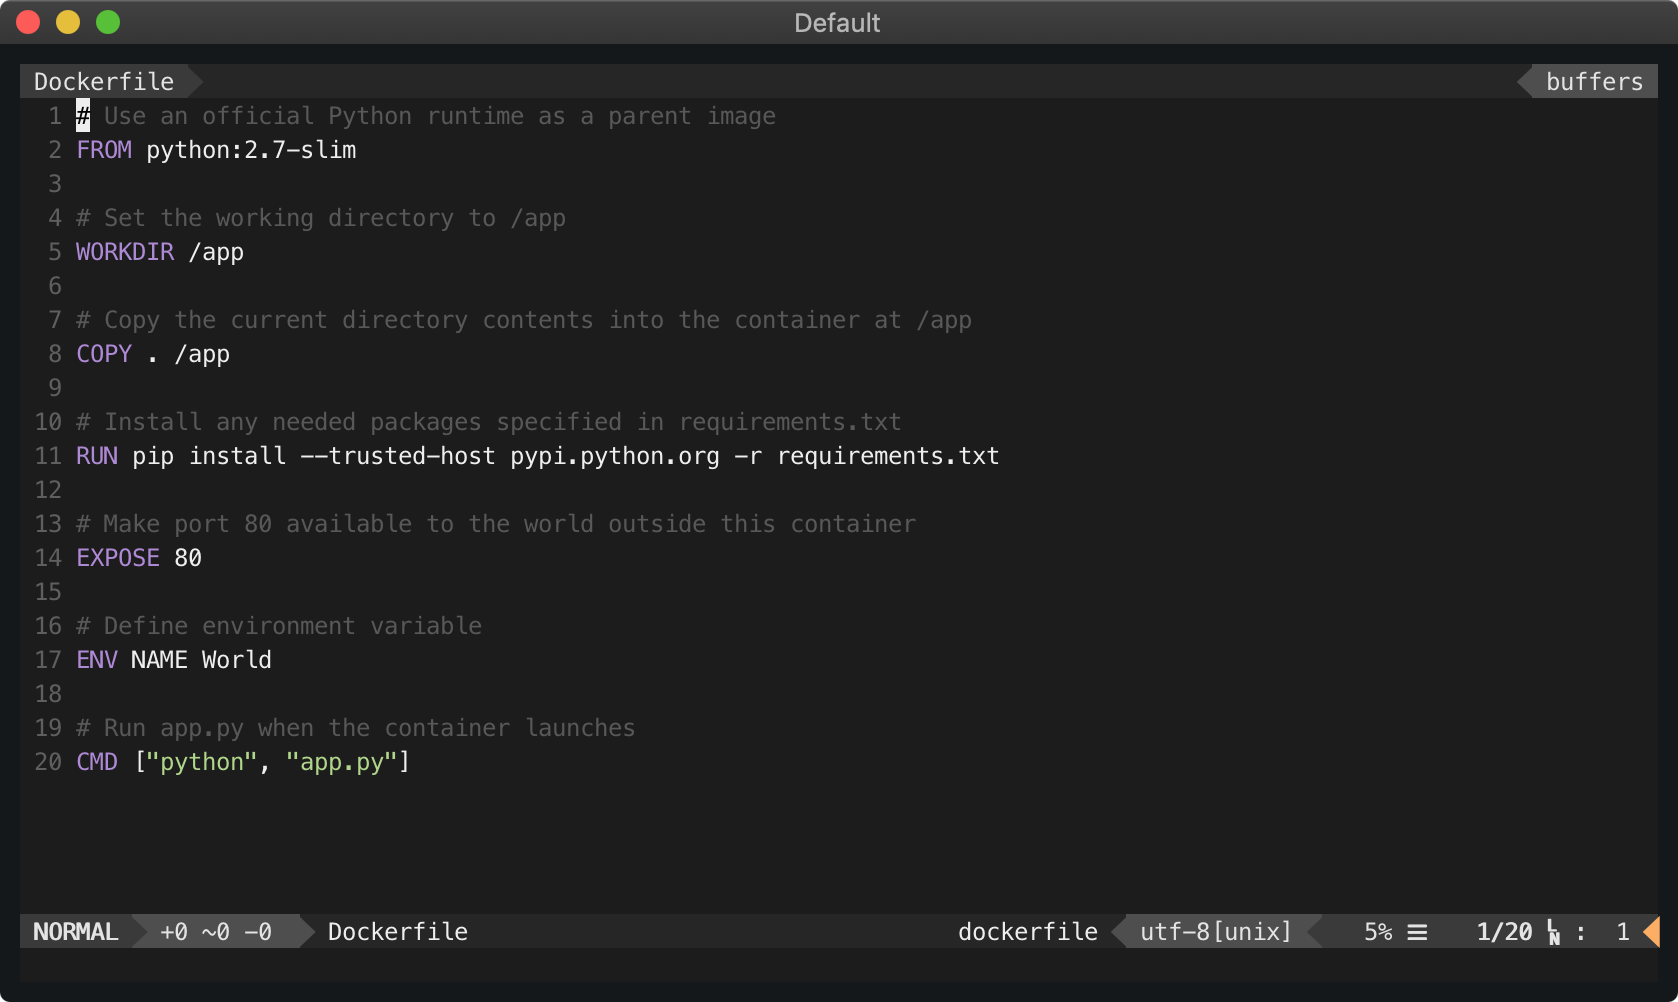 Default
Dockerfile buffers
1 # Use an official Python runtime as a parent image
2 FROM python:2.7-slim
3
4 # Set the working directory to /app
5 WORKDIR /app
6
7 # Copy the current directory contents into the container at /app
8 COPY . /app
9
10 # Install any needed packages specified in requirements.txt
11 RUN pip install --trusted-host pypi.python.org -r requirements.txt
12
13 # Make port 80 available to the world outside this container
14 EXPOSE 80
15
16 # Define environment variable
17 ENV NAME World
18
19 # Run app.py when the container launches
20 CMD ["python", "app.py"]
NORMAL +0 ~0 -0 Dockerfile dockerfile utf-8[unix] 5% ☰ 1/20 LN : 1